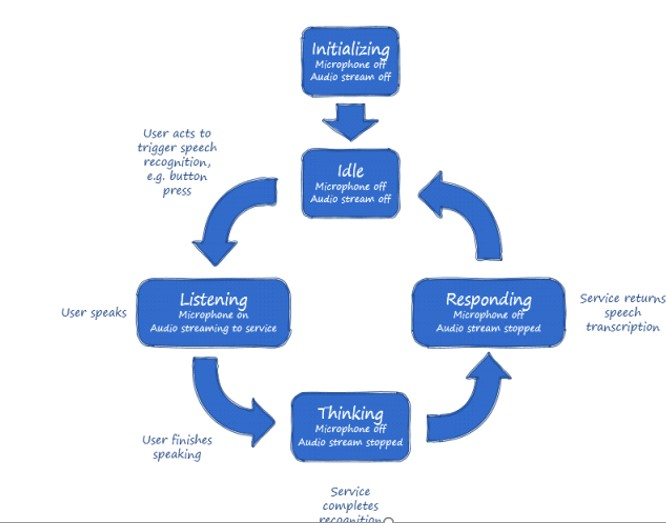 Initializing
Microphone off
Audio stream off
User acts to
trigger speech
recognition,
e.g. button
press
Idle
Microphone off
Audio stream off
User speaks
Listening
Microphone on
Audio streaming to service
Responding
Microphone off
Audio stream stopped
Service returns
speech
transcription
Thinking
Microphone off
Audio stream stopped
User finishes
speaking
Service
completes
recognition